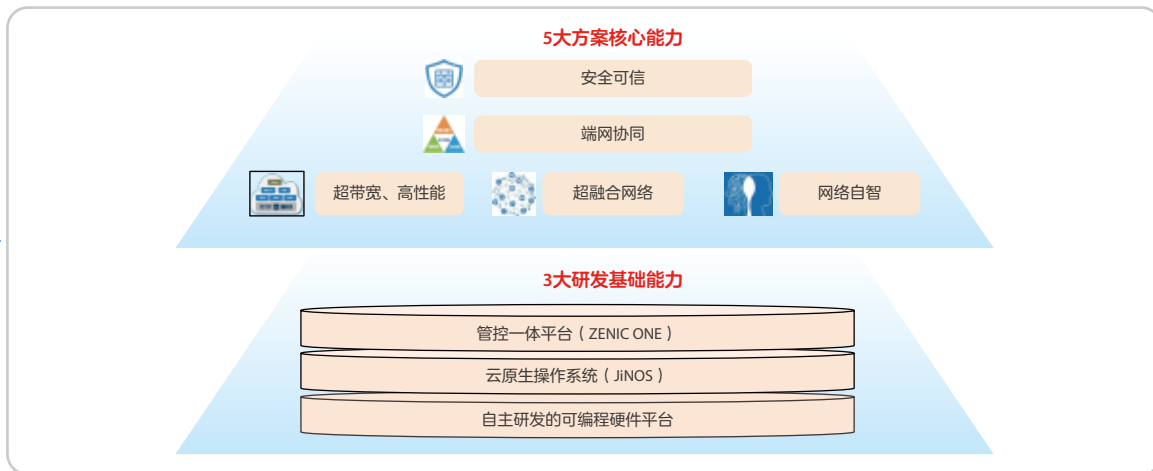 5大方案核心能力
安全可信
端网协同
超带宽、高性能
超融合网络
网络自智
3大研发基础能力
管控一体平台（ZENIC ONE）
云原生操作系统（JiNOS）
自主研发的可编程硬件平台